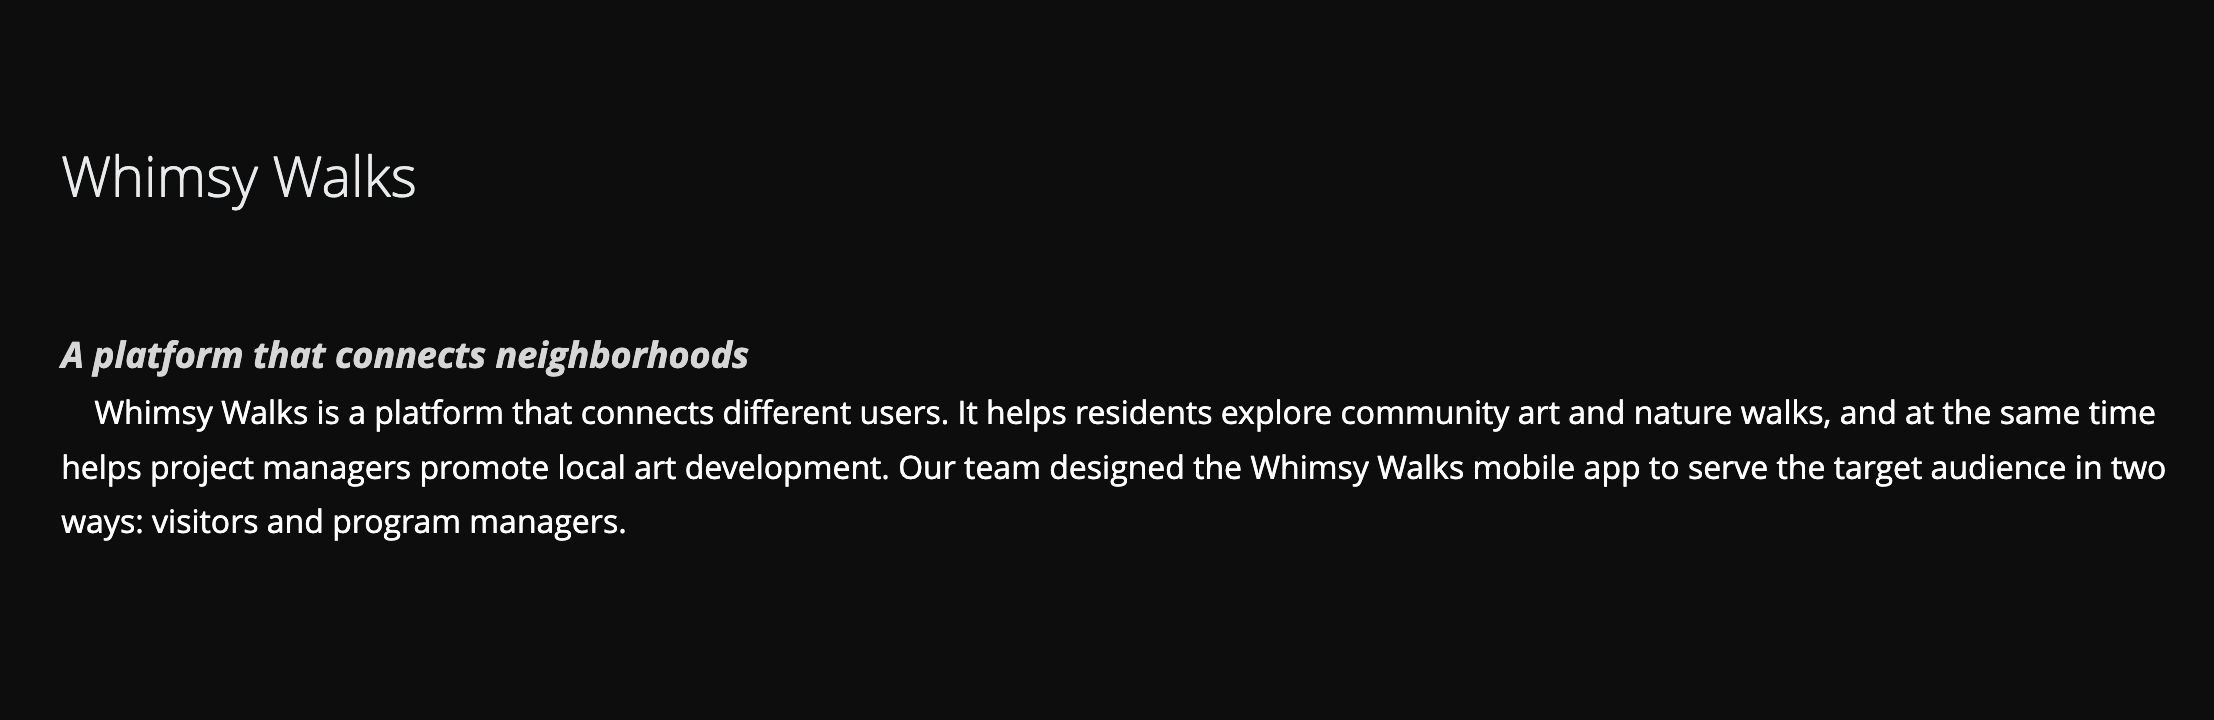 Whimsy Walks
A platform that connects neighborhoods
Whimsy Walks is a platform that connects different users. It helps residents explore community art and nature walks, and at the same time
helps project managers promote local art development. Our team designed the Whimsy Walks mobile app to serve the target audience in two
ways: visitors and program managers.